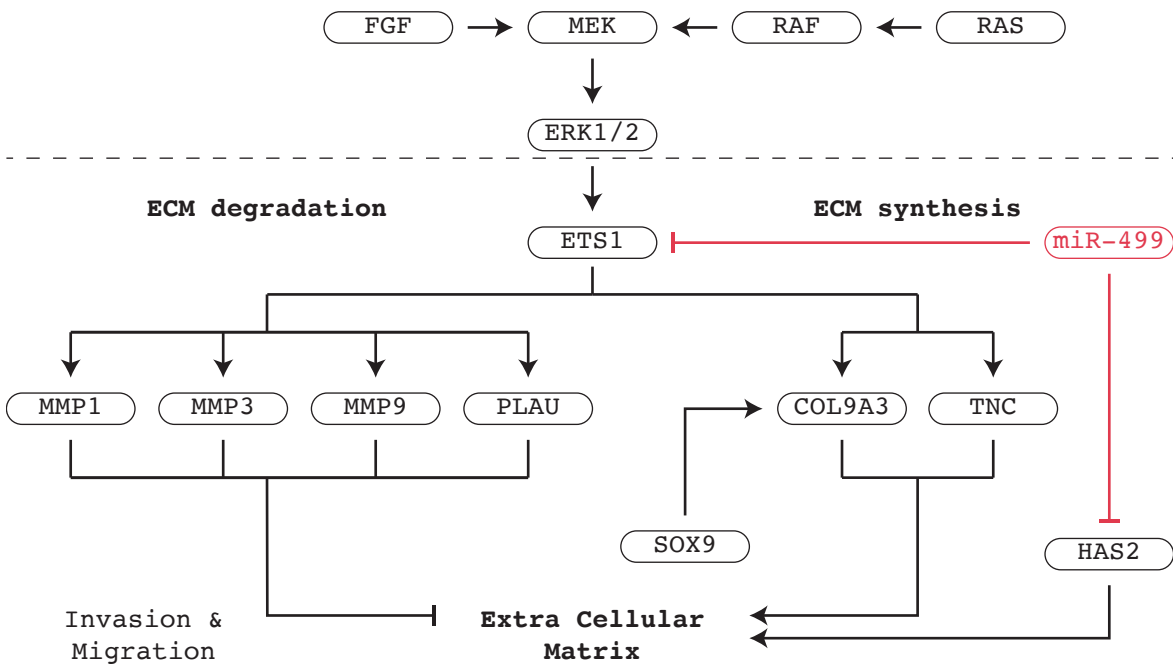 FGF MEK RAF RAS
ERK1/2
ECM degradation ECM synthesis
ETS1 miR-499
MMP1 MMP3 MMP9 PLAU COL9A3 TNC
SOX9 HAS2
Invasion & Extra Cellular
Migration Matrix